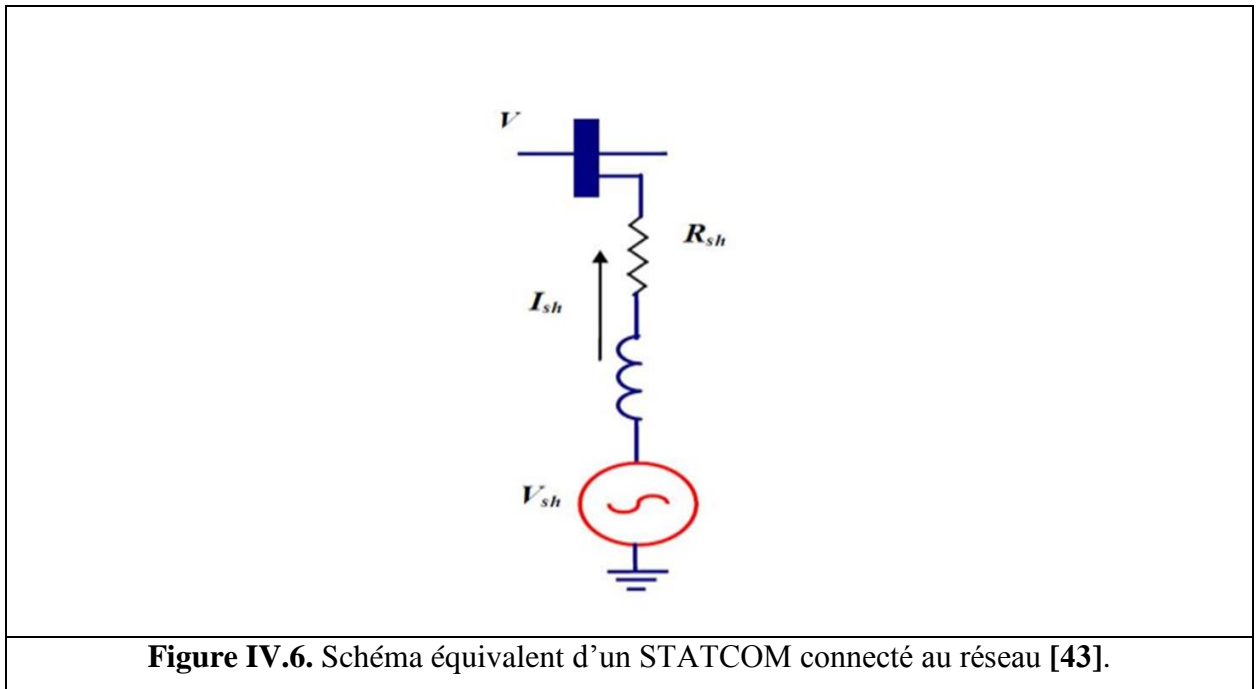 V
R_sh
I_sh
V_sh
Figure IV.6. Schéma équivalent d’un STATCOM connecté au réseau [43].